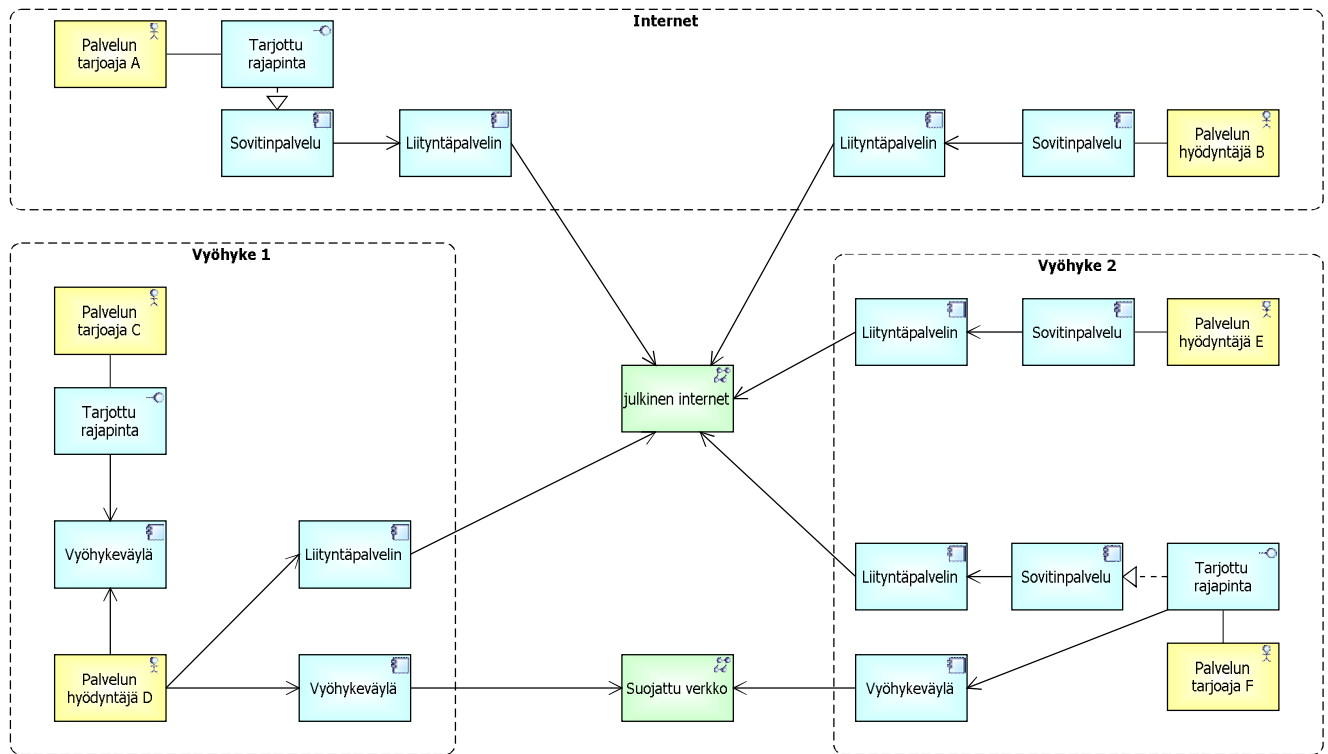 Internet
Palvelun
tarjoaja A
Tarjottu
rajapinta
Sovitinpalvelu
Liityntäpalvelin
Liityntäpalvelin
Sovitinpalvelu
Palvelun
hyödyntäjä B
Vyöhyke 1
Palvelun
tarjoaja C
Tarjottu
rajapinta
Vyöhykeväylä
Liityntäpalvelin
Palvelun
hyödyntäjä D
Vyöhykeväylä
julkinen internet
Suojattu verkko
Vyöhyke 2
Liityntäpalvelin
Sovitinpalvelu
Palvelun
hyödyntäjä E
Liityntäpalvelin
Sovitinpalvelu
Tarjottu
rajapinta
Vyöhykeväylä
Palvelun
tarjoaja F